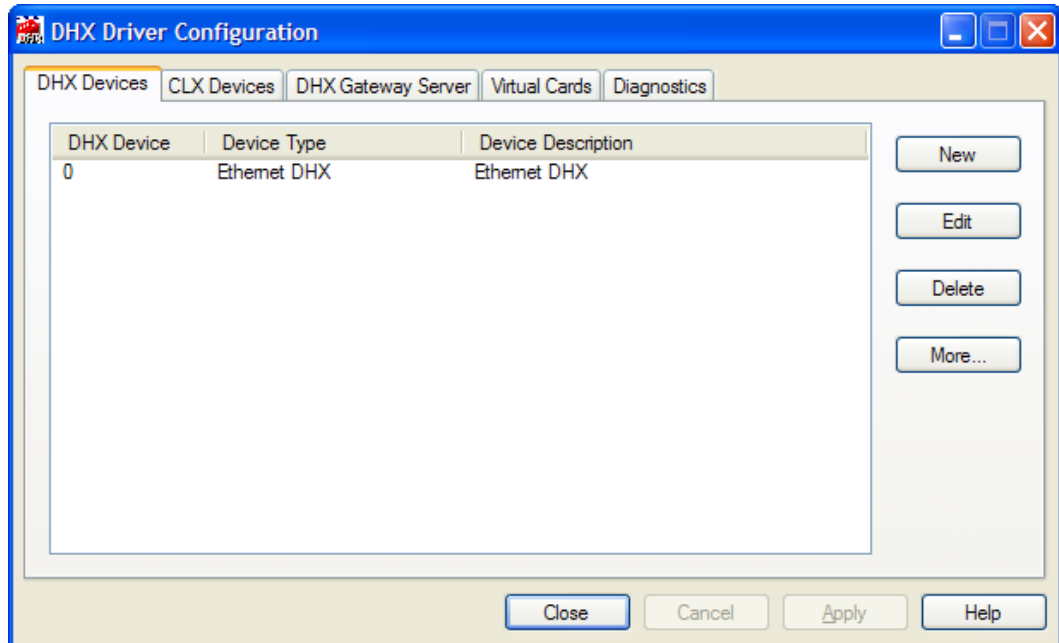 DHX Driver Configuration
DHX Devices CLX Devices DHX Gateway Server Virtual Cards Diagnostics
DHX Device Device Type Device Description
0 Ethernet DHX Ethernet DHX
New
Edit
Delete
More...
Close Cancel Apply Help